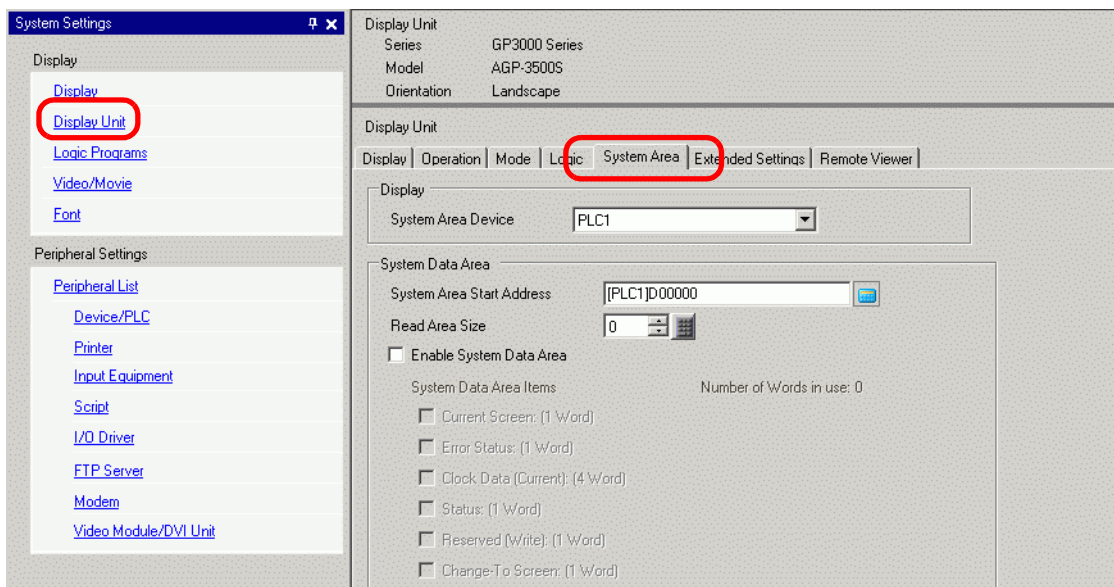 System Settings
Display
Display
Display Unit
Logic Programs
Video/Movie
Font
Peripheral Settings
Peripheral List
Device/PLC
Printer
Input Equipment
Script
I/O Driver
FTP Server
Modem
Video Module/DVI Unit
Display Unit
Series GP3000 Series
Model AGP-3500S
Orientation Landscape
Display Unit
Display Operation Mode Logic System Area Extended Settings Remote Viewer
Display
System Area Device PLC1
System Data Area
System Area Start Address [PLC1]D00000
Read Area Size 0
Enable System Data Area
System Data Area Items Number of Words in use: 0
Current Screen: (1 Word)
Error Status: (1 Word)
Clock Data (Current): (4 Word)
Status: (1 Word)
Reserved (Write): (1 Word)
Change-To Screen: (1 Word)